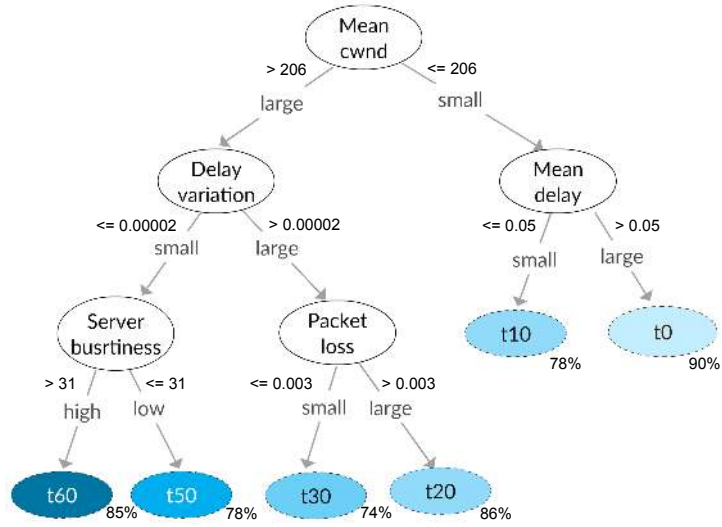 Mean
cwnd
> 206
<= 206
large
small
Delay
variation
Mean
delay
<= 0.00002
> 0.00002
<= 0.05
> 0.05
small
large
small
large
Server
busrtiness
Packet
loss
t10
t0
78%
90%
> 31
<= 31
<= 0.003
> 0.003
high
low
small
large
t60
t50
t30
t20
85%
78%
74%
86%